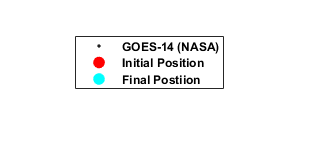 GOES-14 (NASA)
Initial Position
Final Postiion